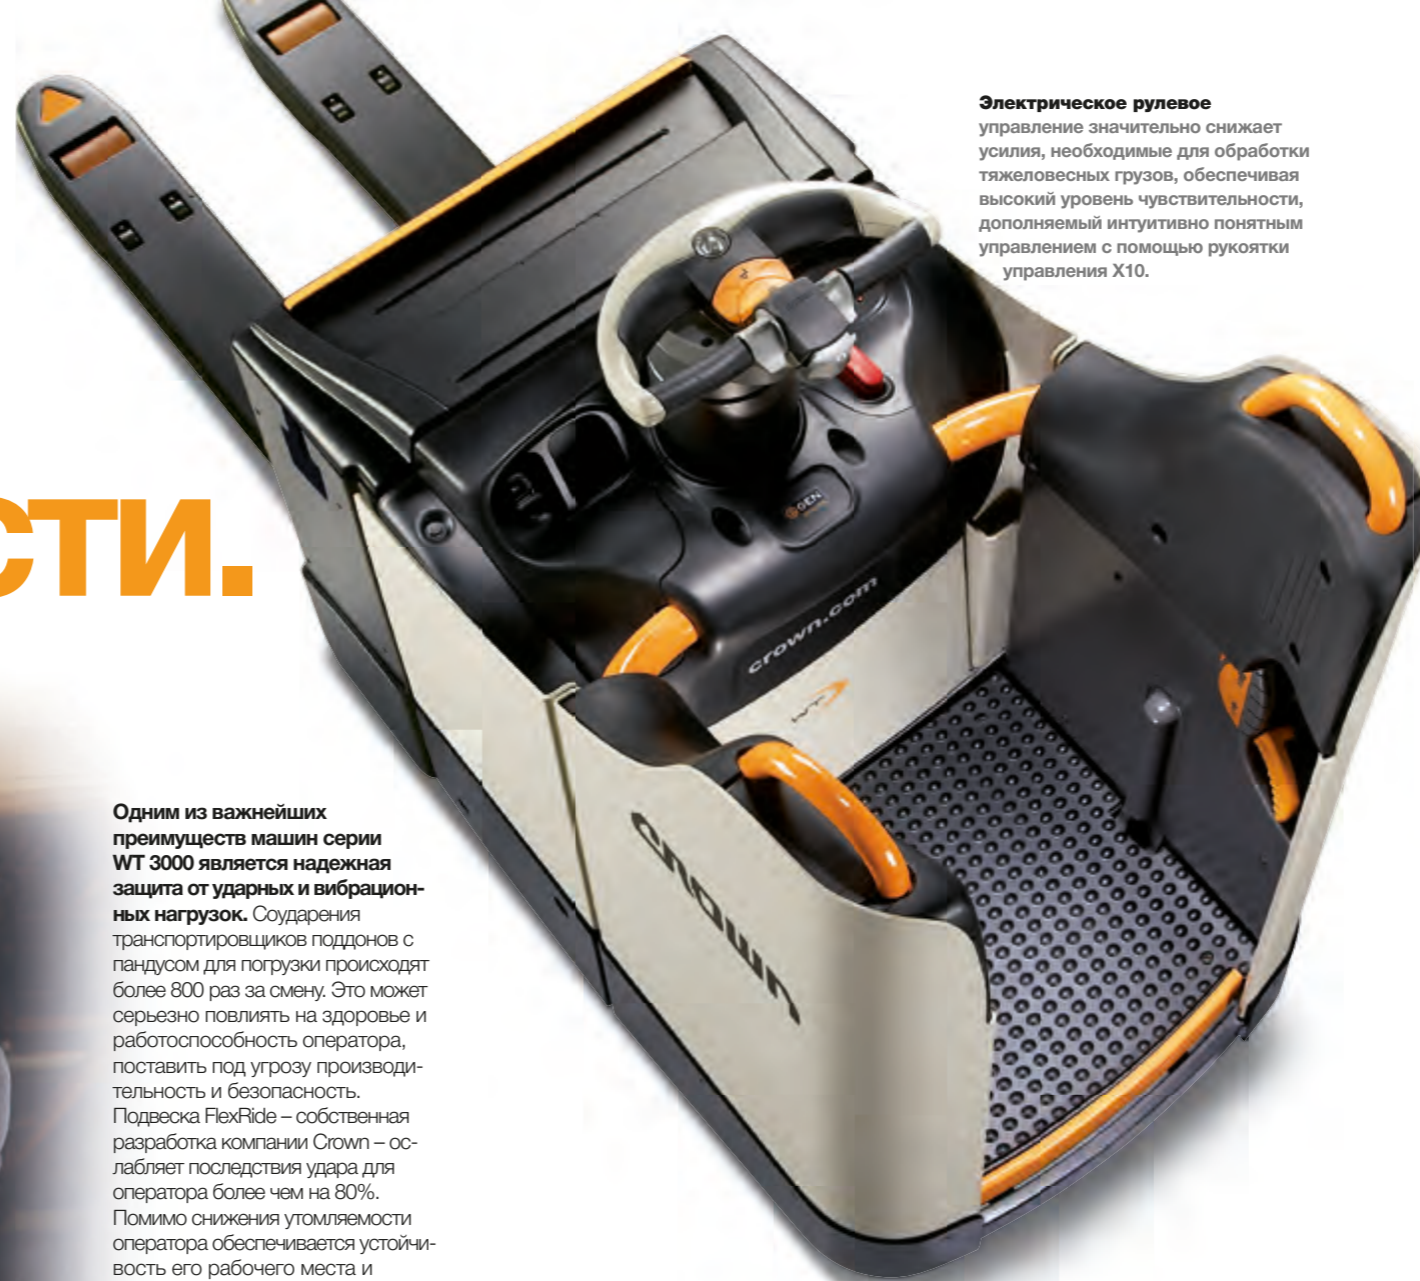 Электрическое рулевое
управление значительно снижает
усилия, необходимые для обработки
тяжеловесных грузов, обеспечивая
высокий уровень чувствительности,
дополняемый интуитивно понятным
управлением с помощью рукоятки
управления X10.
сти.
GEN
crown.com
WT
crown
Одним из важнейших
преимуществ машин серии
WT 3000 является надежная
защита от ударных и вибрацион-
ных нагрузок. Соударения
транспортировщиков поддонов с
пандусом для погрузки происходят
более 800 раз за смену. Это может
серьезно повлиять на здоровье и
работоспособность оператора,
поставить под угрозу производи-
тельность и безопасность.
Подвеска FlexRide – собственная
разработка компании Crown – ос-
лабляет последствия удара для
оператора более чем на 80%.
Помимо снижения утомляемости
оператора обеспечивается устойчи-
вость его рабочего места и